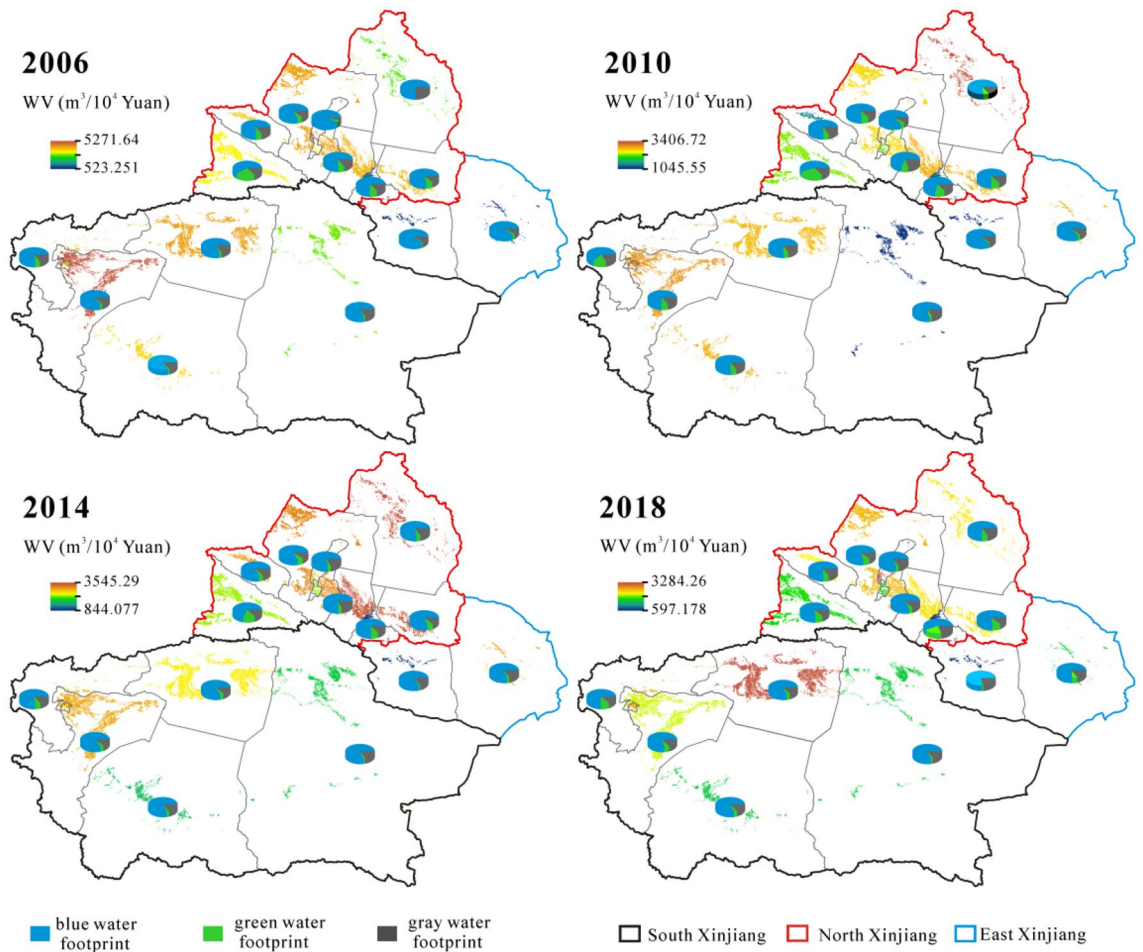 2006
WV (m³/10⁴ Yuan)
5271.64
523.251
2010
WV (m³/10⁴ Yuan)
3406.72
1045.55
2014
WV (m³/10⁴ Yuan)
3545.29
844.077
2018
WV (m³/10⁴ Yuan)
3284.26
597.178
blue water
footprint
green water
footprint
gray water
footprint
South Xinjiang
North Xinjiang
East Xinjiang